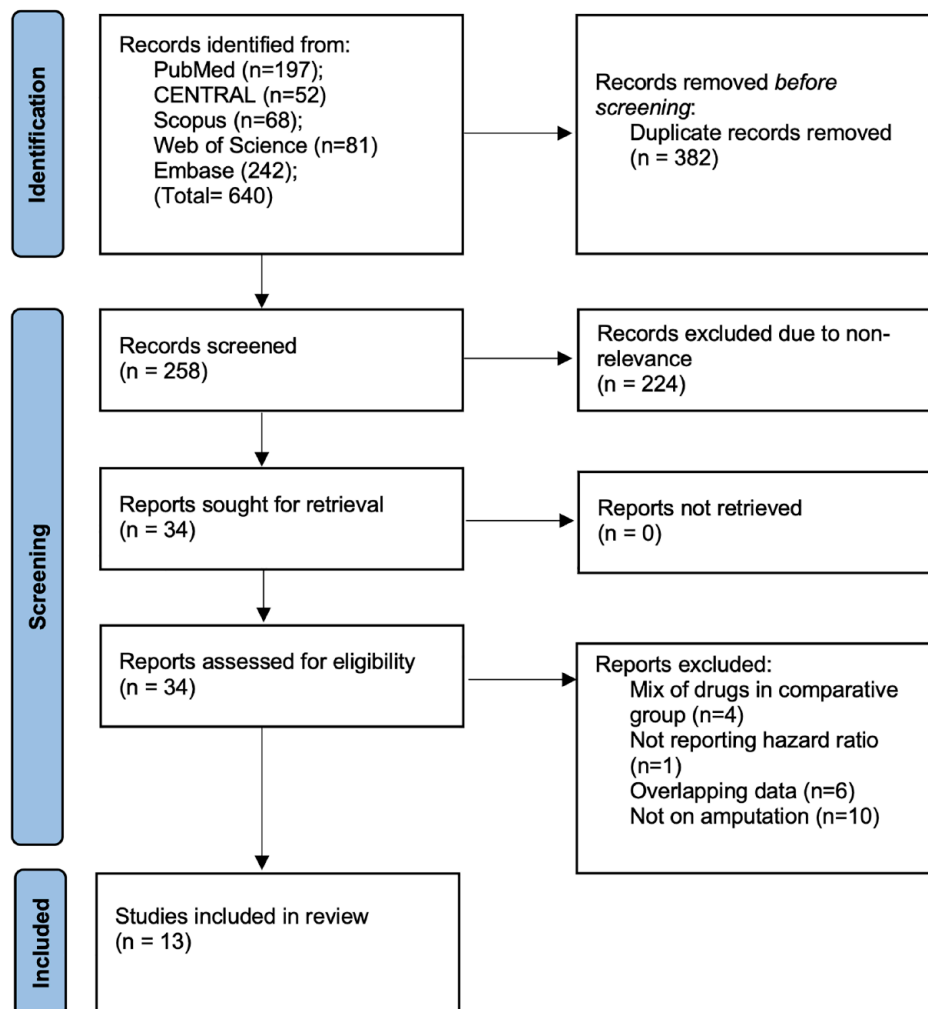 Identification
Records identified from:
PubMed (n=197);
CENTRAL (n=52)
Scopus (n=68);
Web of Science (n=81)
Embase (242);
(Total= 640)
Records removed before
screening:
Duplicate records removed
(n = 382)
Screening
Records screened
(n = 258)
Records excluded due to non-
relevance
(n = 224)
Reports sought for retrieval
(n = 34)
Reports not retrieved
(n = 0)
Reports assessed for eligibility
(n = 34)
Reports excluded:
Mix of drugs in comparative
group (n=4)
Not reporting hazard ratio
(n=1)
Overlapping data (n=6)
Not on amputation (n=10)
Included
Studies included in review
(n = 13)